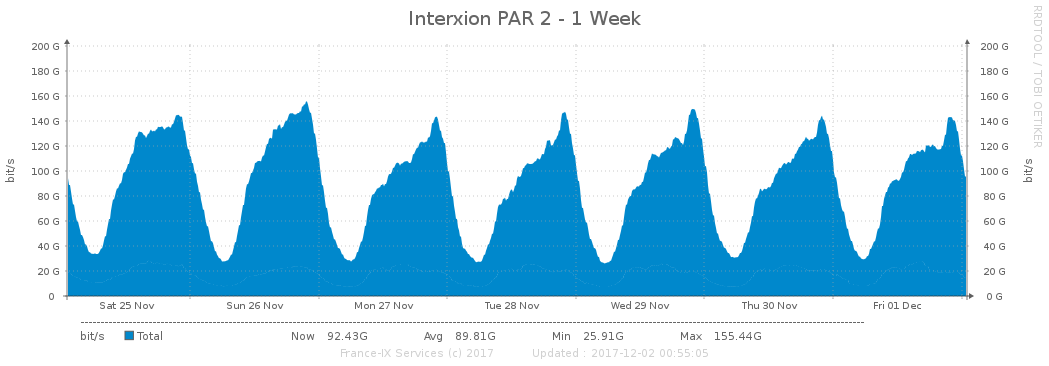 Interxion PAR 2 - 1 Week
RRDTOOL / TOBI OETIKER
bit/s
200 G 200 G
180 G 180 G
160 G 160 G
140 G 140 G
120 G 120 G
100 G 100 G
80 G 80 G
60 G 60 G
40 G 40 G
20 G 20 G
0 0 G
bit/s
Sat 25 Nov Sun 26 Nov Mon 27 Nov Tue 28 Nov Wed 29 Nov Thu 30 Nov Fri 01 Dec
bit/s Total Now 92.43G Avg 89.81G Min 25.91G Max 155.44G
France-IX Services (c) 2017 Updated : 2017-12-02 00:55:05